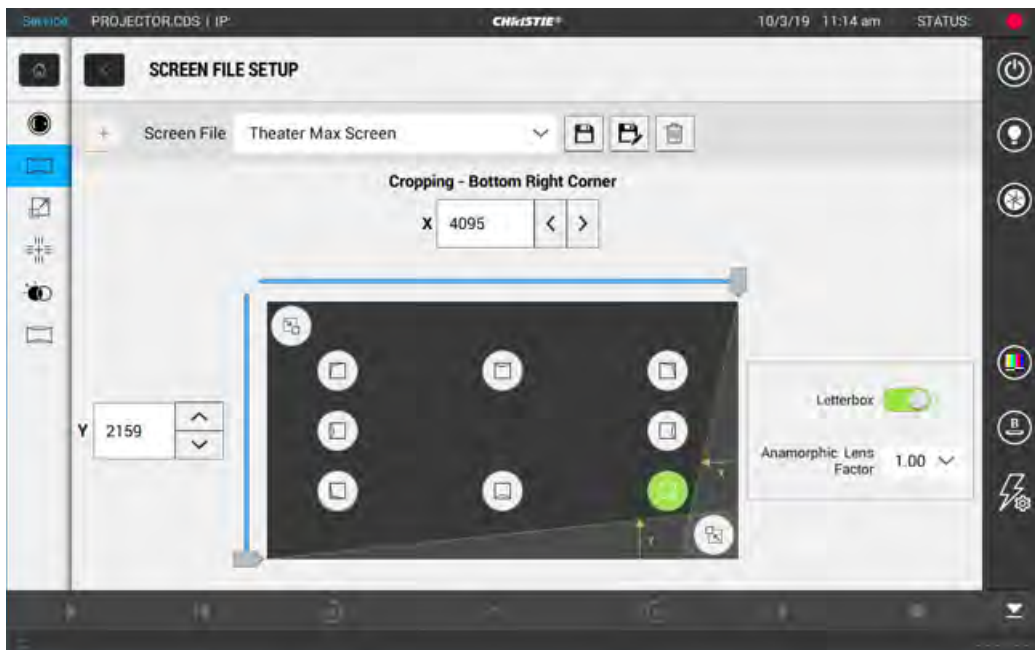 Service PROJECTOR.CDS | IP: CHRISTIE® 10/3/19 11:14 am STATUS:
SCREEN FILE SETUP
Screen File Theater Max Screen
Cropping - Bottom Right Corner
X 4095
Letterbox
Y 2159
Anamorphic Lens
Factor 1.00
X
Y
B